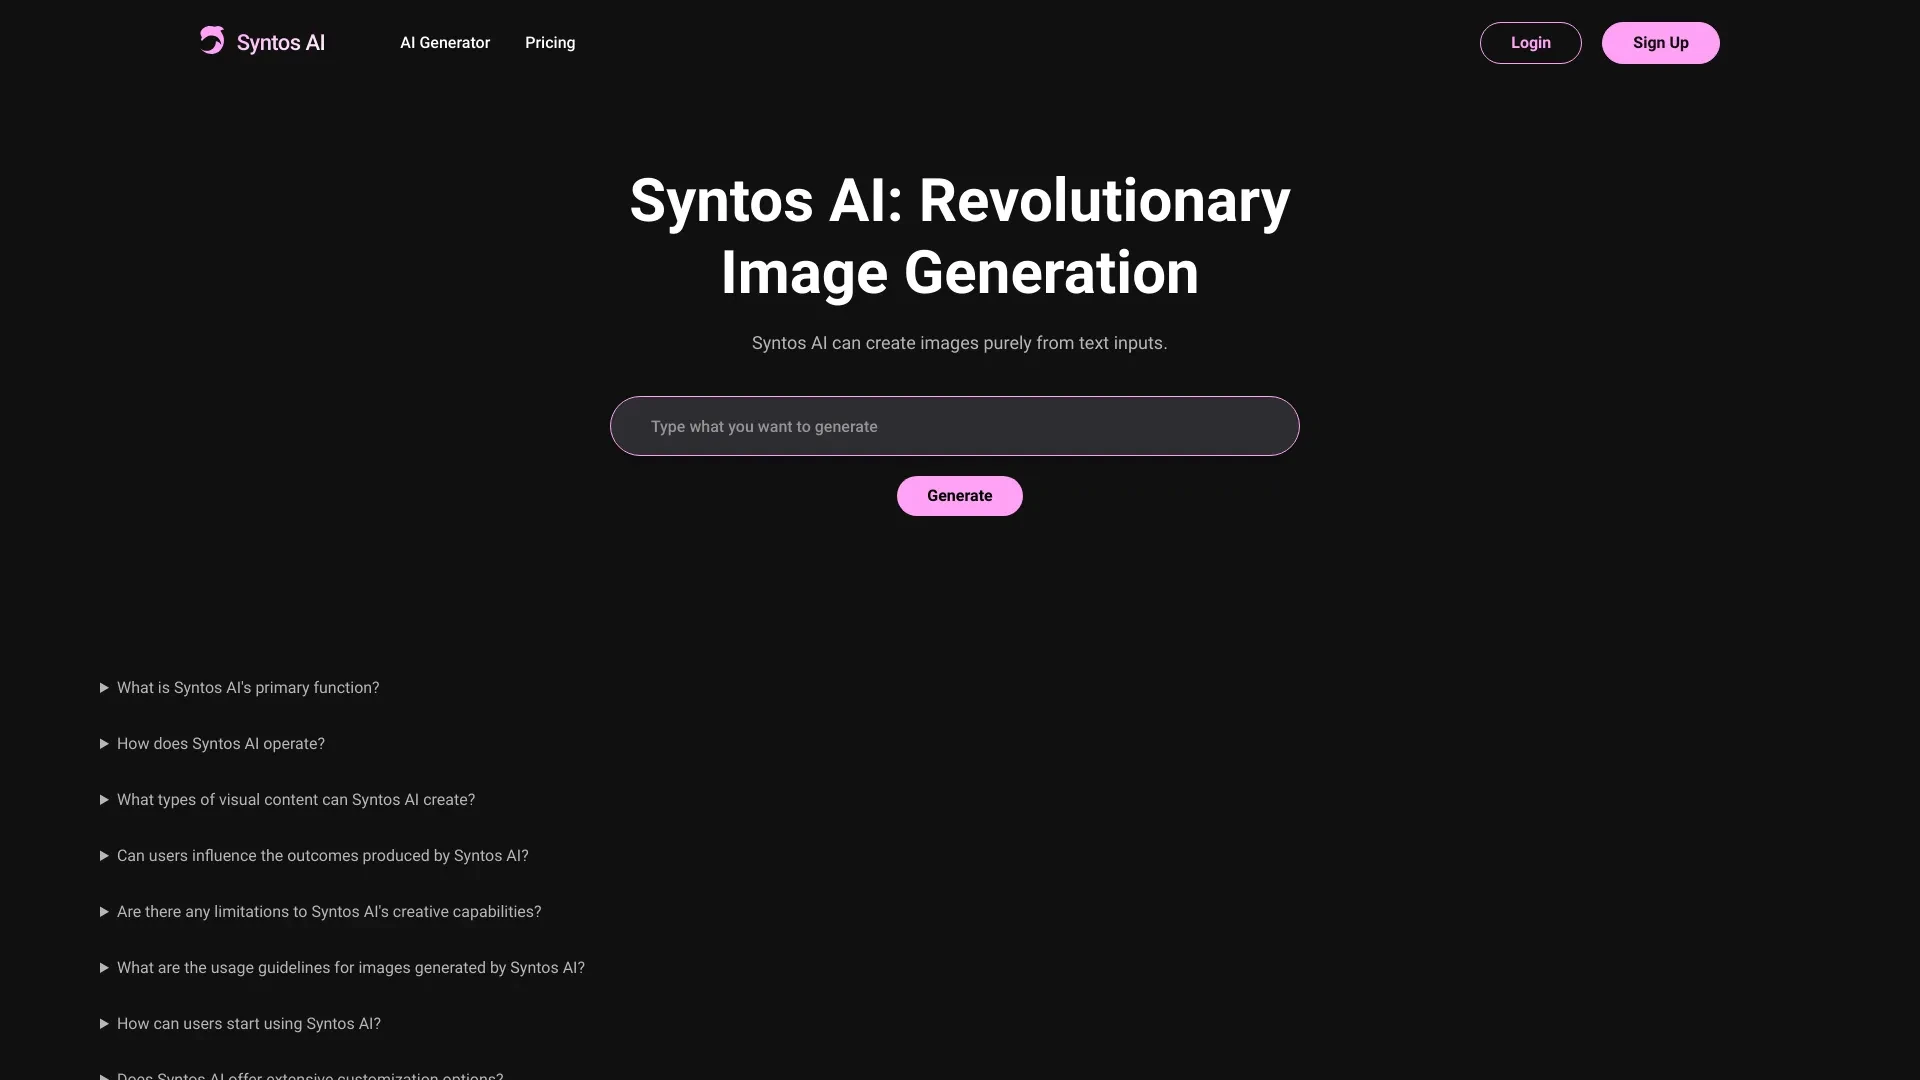 Syntos AI
AI Generator
Pricing
Login
Sign Up
Syntos AI: Revolutionary
Image Generation
Syntos AI can create images purely from text inputs.
Type what you want to generate
Generate
What is Syntos AI's primary function?
How does Syntos AI operate?
What types of visual content can Syntos AI create?
Can users influence the outcomes produced by Syntos AI?
Are there any limitations to Syntos AI's creative capabilities?
What are the usage guidelines for images generated by Syntos AI?
How can users start using Syntos AI?
Does Syntos AI offer extensive customization options?